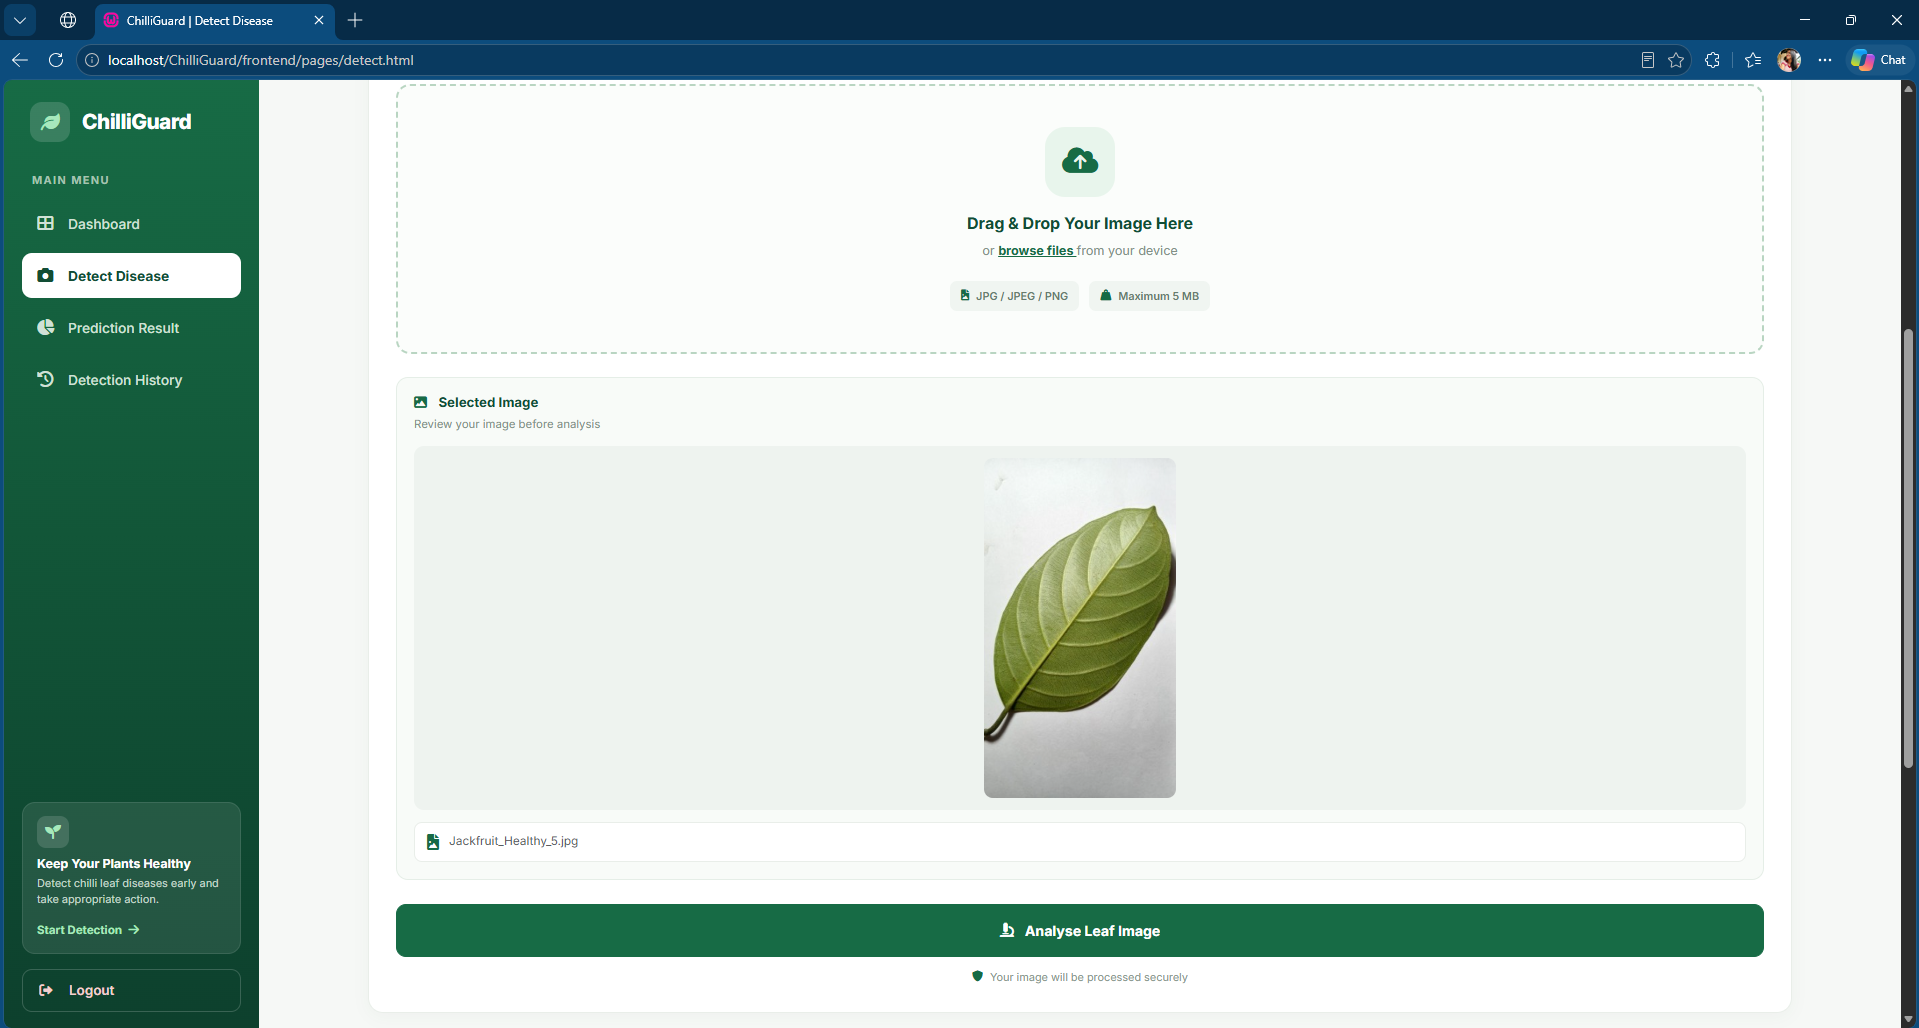 ChilliGuard | Detect Disease
localhost/ChilliGuard/frontend/pages/detect.html
Chat
ChilliGuard
MAIN MENU
Dashboard
Detect Disease
Prediction Result
Detection History
Keep Your Plants Healthy
Detect chilli leaf diseases early and
take appropriate action.
Start Detection →
Logout
Drag & Drop Your Image Here
or browse files from your device
JPG / JPEG / PNG
Maximum 5 MB
Selected Image
Review your image before analysis
Jackfruit_Healthy_5.jpg
Analyse Leaf Image
Your image will be processed securely